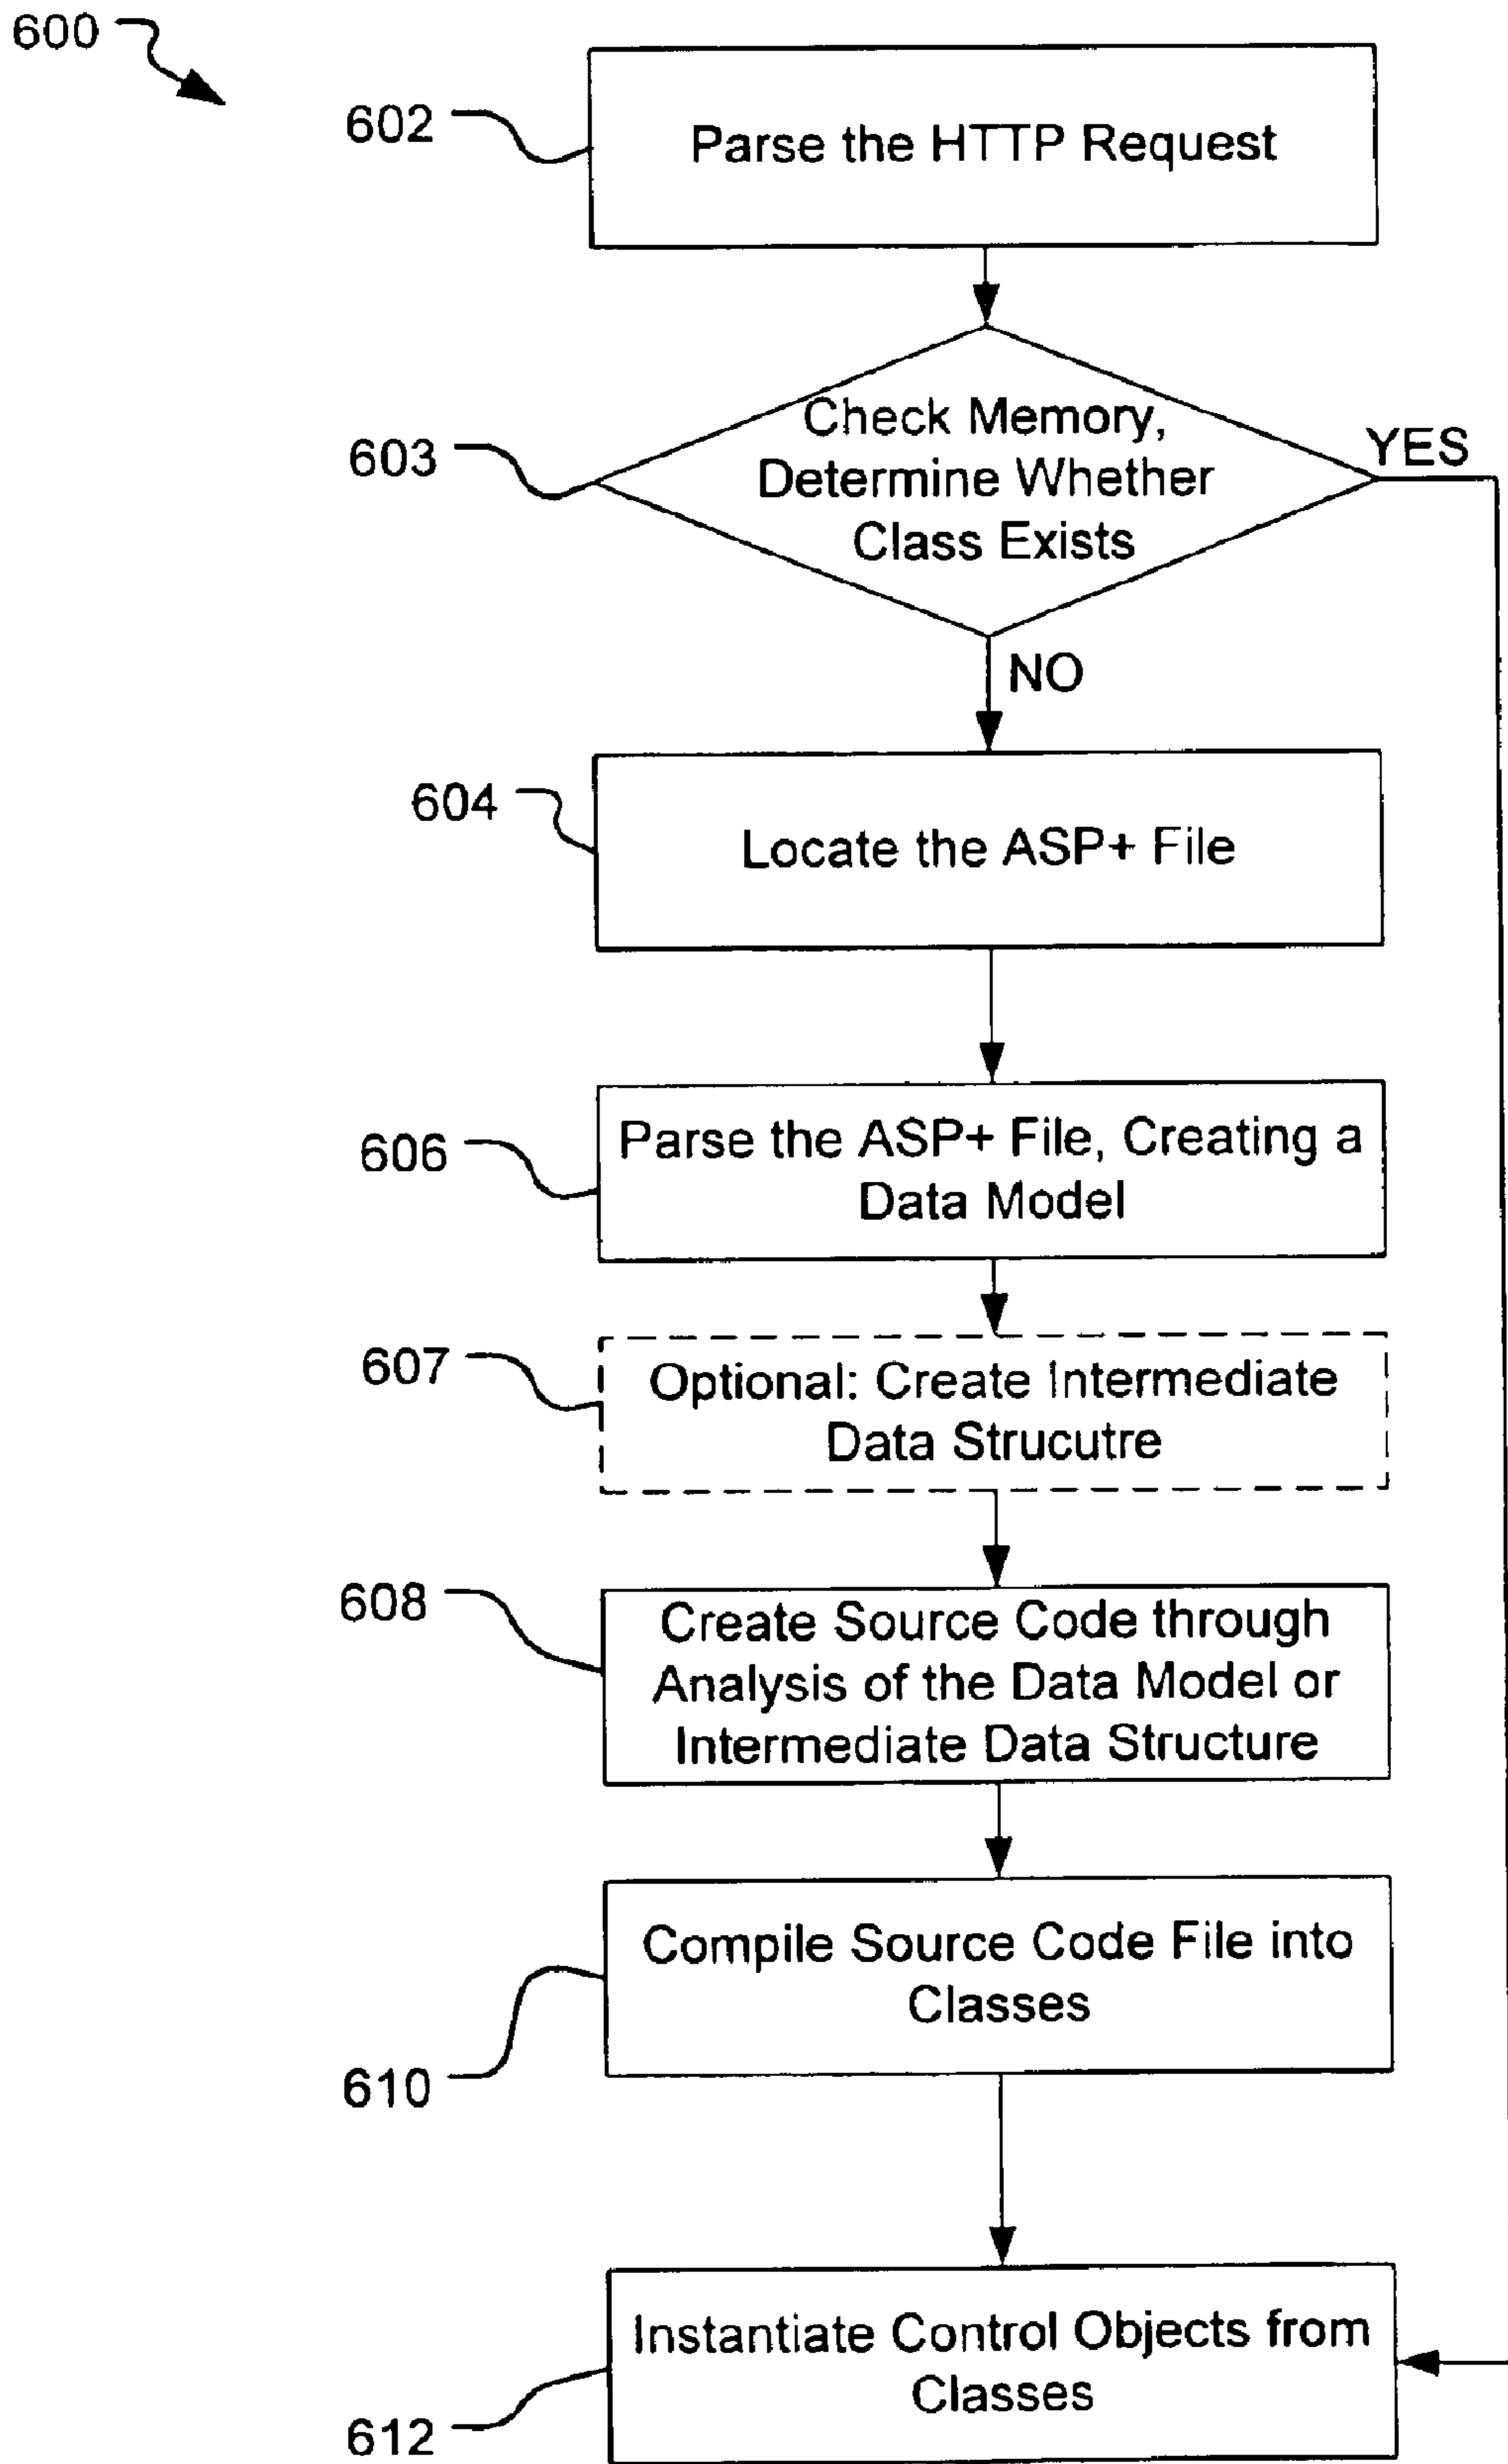 600
602
Parse the HTTP Request
603
Check Memory,
Determine Whether
Class Exists
YES
NO
604
Locate the ASP+ File
606
Parse the ASP+ File, Creating a
Data Model
607
Optional: Create Intermediate
Data Strucutre
608
Create Source Code through
Analysis of the Data Model or
Intermediate Data Structure
610
Compile Source Code File into
Classes
612
Instantiate Control Objects from
Classes